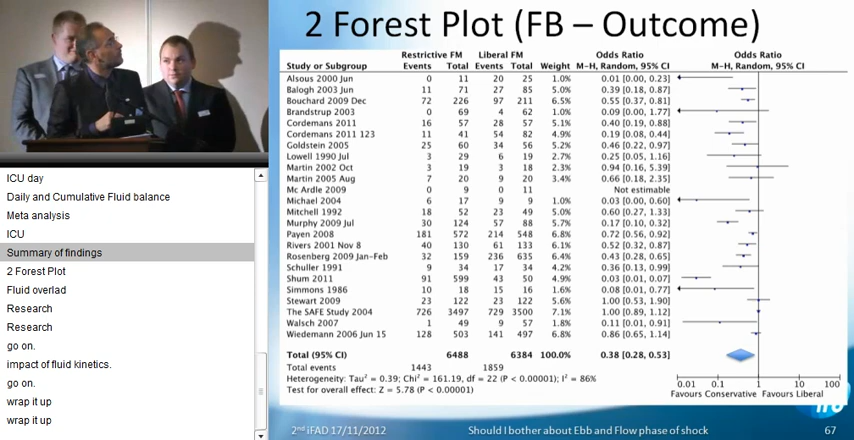 2 Forest Plot (FB – Outcome)
Restrictive FM Liberal FM Odds Ratio Odds Ratio
Study or Subgroup Events Total Events Total Weight M-H, Random, 95% CI M-H, Random, 95% CI
Alsous 2000 Jun 0 11 20 25 1.0% 0.01 [0.00, 0.23]
Balogh 2003 Jun 11 71 27 85 5.2% 0.39 [0.18, 0.87]
Bouchard 2009 Dec 72 226 97 211 6.6% 0.55 [0.37, 0.81]
Brandstrup 2003 0 69 4 62 1.0% 0.09 [0.00, 1.77]
Cordemans 2011 16 57 28 57 5.2% 0.40 [0.19, 0.88]
Cordemans 2011 123 11 41 54 82 4.9% 0.19 [0.08, 0.44]
Goldstein 2005 25 60 34 56 5.4% 0.46 [0.22, 0.97]
Lowell 1990 Jul 3 29 6 19 2.9% 0.25 [0.05, 1.16]
Martin 2002 Oct 3 19 3 18 2.5% 0.94 [0.16, 5.39]
Martin 2005 Aug 7 20 9 20 3.6% 0.66 [0.18, 2.35]
Mc Ardle 2009 0 9 0 11 Not estimable
Michael 2004 6 17 9 9 0.9% 0.03 [0.00, 0.60]
Mitchell 1992 18 52 23 49 5.1% 0.60 [0.27, 1.33]
Murphy 2009 Jul 30 124 57 88 6.0% 0.17 [0.10, 0.32]
Payen 2008 181 572 214 548 6.8% 0.72 [0.56, 0.92]
Rivers 2001 Nov 8 40 130 61 133 6.2% 0.52 [0.32, 0.87]
Rosenberg 2009 Jan-Feb 32 159 236 635 6.4% 0.43 [0.28, 0.65]
Schuller 1991 9 34 17 34 4.4% 0.36 [0.13, 0.99]
Shum 2011 91 599 43 50 5.0% 0.03 [0.01, 0.07]
Simmons 1986 10 18 15 16 1.6% 0.08 [0.01, 0.77]
Stewart 2009 23 122 23 122 5.8% 1.00 [0.53, 1.90]
The SAFE Study 2004 726 3497 729 3500 7.0% 1.00 [0.89, 1.12]
Walsch 2007 1 49 9 57 1.9% 0.11 [0.01, 0.91]
Wiedemann 2006 Jun 15 128 503 141 497 6.8% 0.86 [0.65, 1.14]
Total (95% CI) 6488 6384 100.0% 0.38 [0.28, 0.53]
Total events 1443 1859
Heterogeneity: Tau² = 0.39; Chi² = 161.19, df = 22 (P < 0.00001); I² = 86%
Test for overall effect: Z = 5.78 (P < 0.00001)
0.01 0.1 1 10 100
Favours Conservative Favours Liberal
2nd iFAD 17/11/2012 Should I bother about Ebb and Flow phase of shock 67
ICU day
Daily and Cumulative Fluid balance
Meta analysis
ICU
Summary of findings
2 Forest Plot
Fluid overlad
Research
Research
go on.
impact of fluid kinetics.
go on.
wrap it up
wrap it up